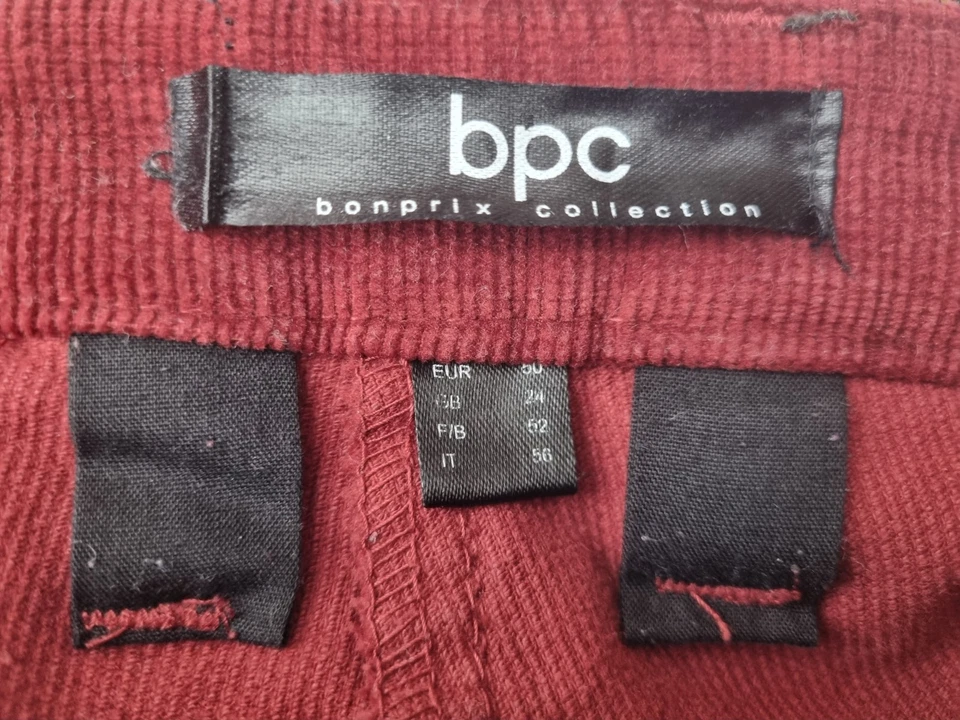 bpc
bonprix collection
EUR 50
GB 24
F/B 52
IT 56